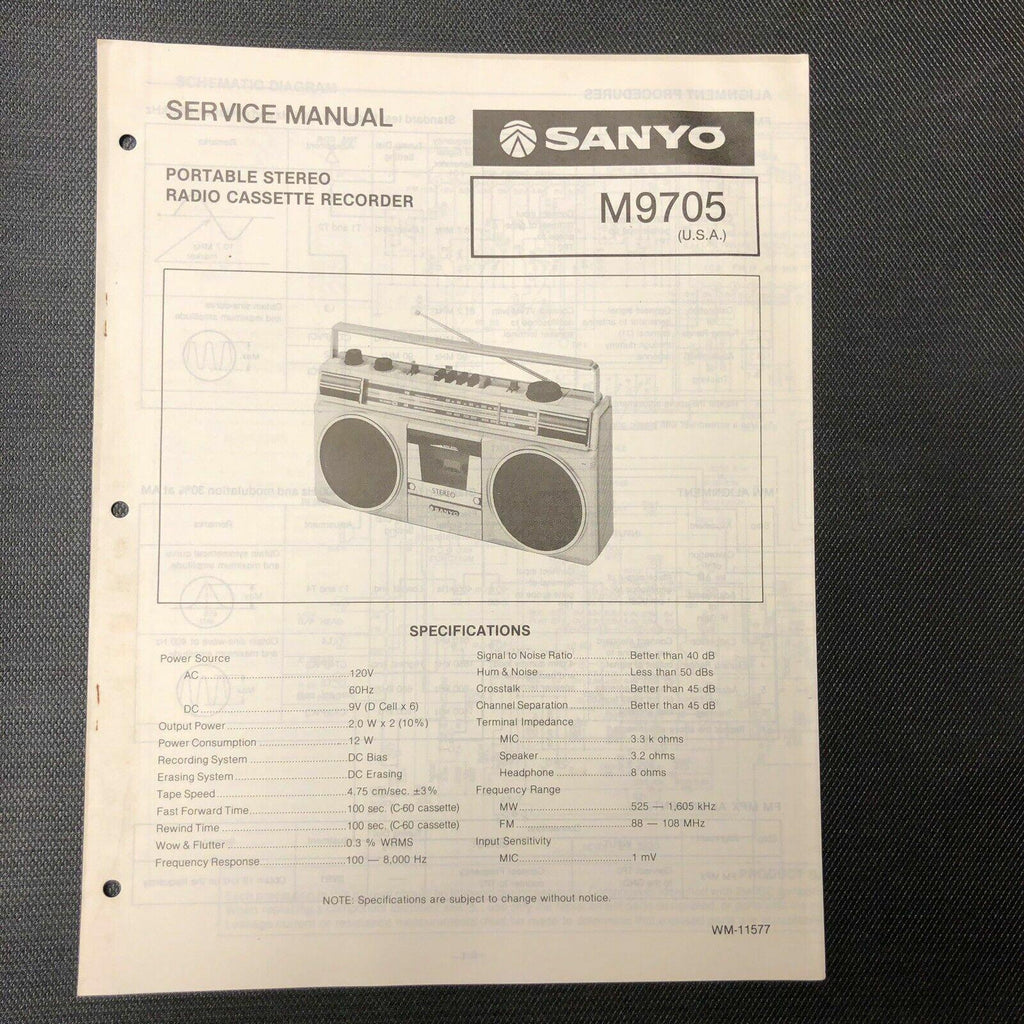 SERVICE MANUAL
SANYO
PORTABLE STEREO
RADIO CASSETTE RECORDER
M9705
(U.S.A.)
STEREO
SANYO
SPECIFICATIONS
Power Source
AC..............................120V
60Hz
DC..............................9V (D Cell x 6)
Output Power..............................2.0 W x 2 (10%)
Power Consumption ..............................12 W
Recording System ..............................DC Bias
Erasing System..............................DC Erasing
Tape Speed..............................4.75 cm/sec. ±3%
Fast Forward Time..............................100 sec. (C-60 cassette)
Rewind Time ..............................100 sec. (C-60 cassette)
Wow & Flutter..............................0.3 % WRMS
Frequency Response..............................100 — 8,000 Hz
Signal to Noise Ratio..............................Better than 40 dB
Hum & Noise..............................Less than 50 dBs
Crosstalk..............................Better than 45 dB
Channel Separation..............................Better than 45 dB
Terminal Impedance
MIC..............................3.3 k ohms
Speaker..............................3.2 ohms
Headphone..............................8 ohms
Frequency Range
MW..............................525 — 1,605 kHz
FM..............................88 — 108 MHz
Input Sensitivity
MIC..............................1 mV
NOTE: Specifications are subject to change without notice.
WM-11577